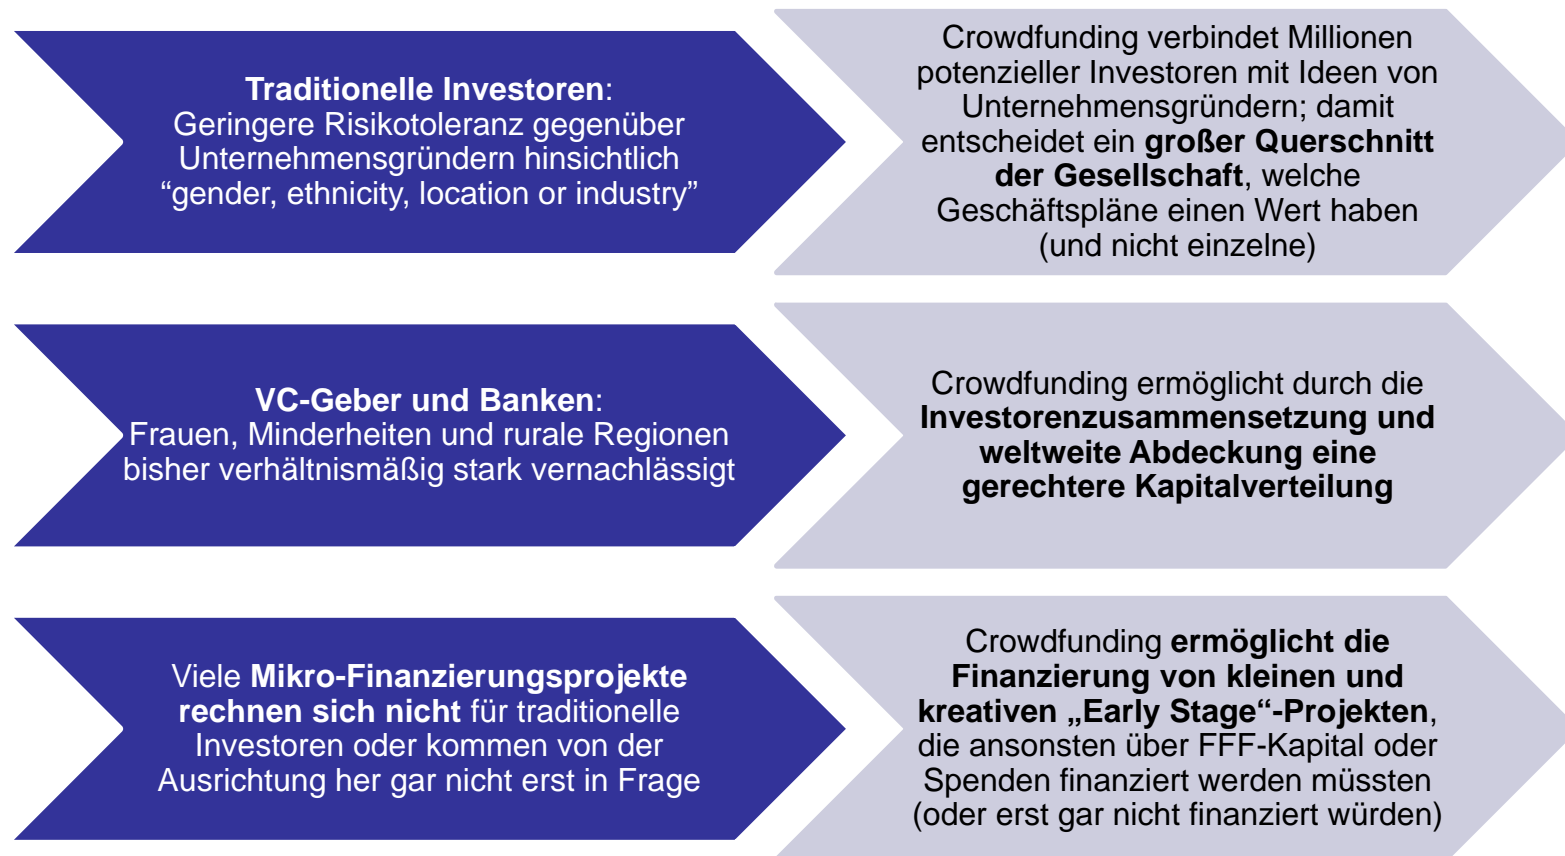 Traditionelle Investoren:
Geringere Risikotoleranz gegenüber
Unternehmensgründern hinsichtlich
“gender, ethnicity, location or industry”
Crowdfunding verbindet Millionen
potenzieller Investoren mit Ideen von
Unternehmensgründern; damit
entscheidet ein großer Querschnitt
der Gesellschaft, welche
Geschäftspläne einen Wert haben
(und nicht einzelne)
VC-Geber und Banken:
Frauen, Minderheiten und rurale Regionen
bisher verhältnismäßig stark vernachlässigt
Crowdfunding ermöglicht durch die
Investorenzusammensetzung und
weltweite Abdeckung eine
gerechtere Kapitalverteilung
Viele Mikro-Finanzierungsprojekte
rechnen sich nicht für traditionelle
Investoren oder kommen von der
Ausrichtung her gar nicht erst in Frage
Crowdfunding ermöglicht die
Finanzierung von kleinen und
kreativen „Early Stage“-Projekten,
die ansonsten über FFF-Kapital oder
Spenden finanziert werden müssten
(oder erst gar nicht finanziert würden)